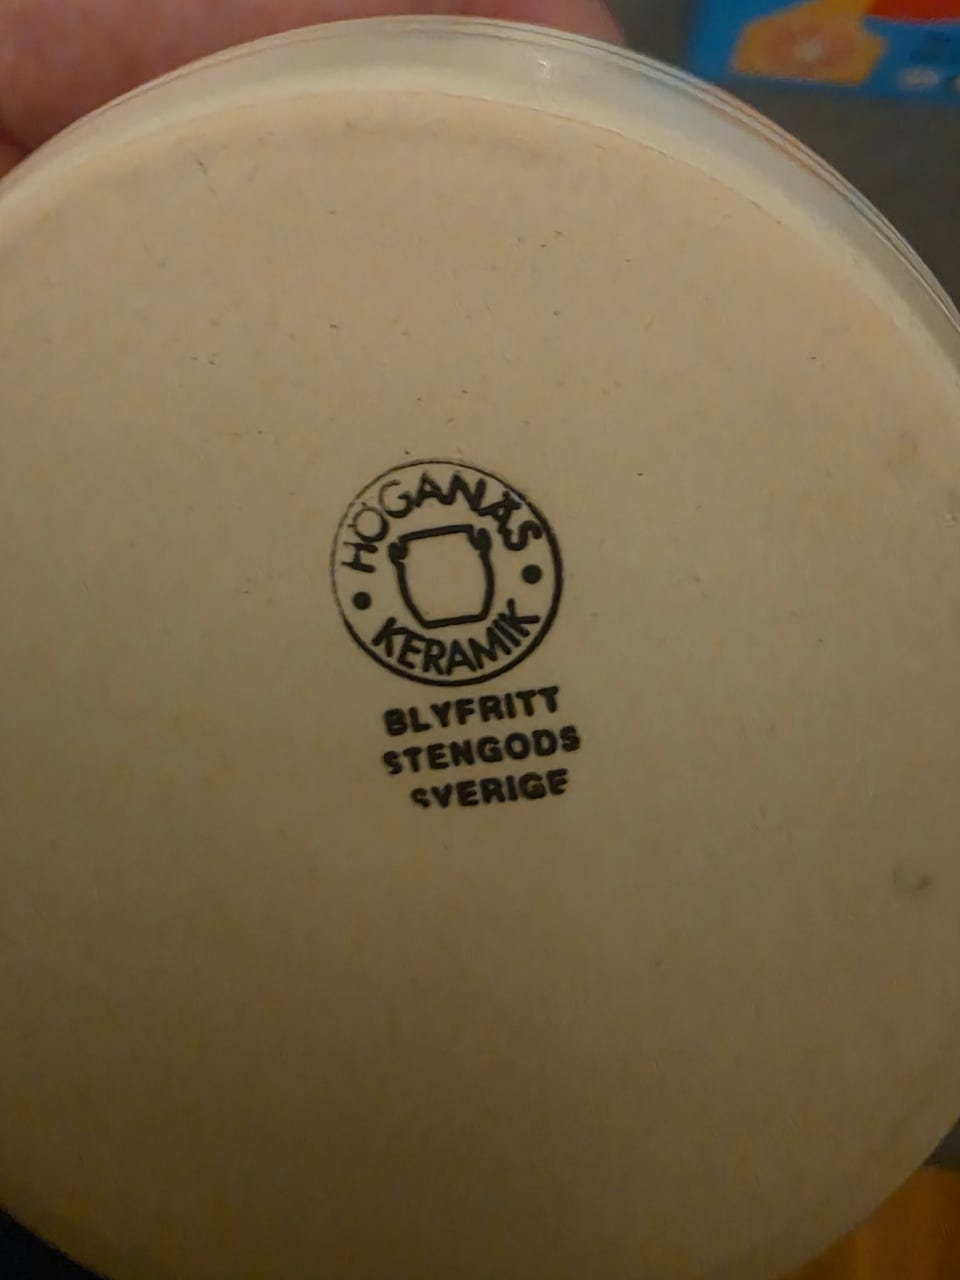 HÖGANÄS
KERAMIK
BLYFRITT
STENGODS
SVERIGE